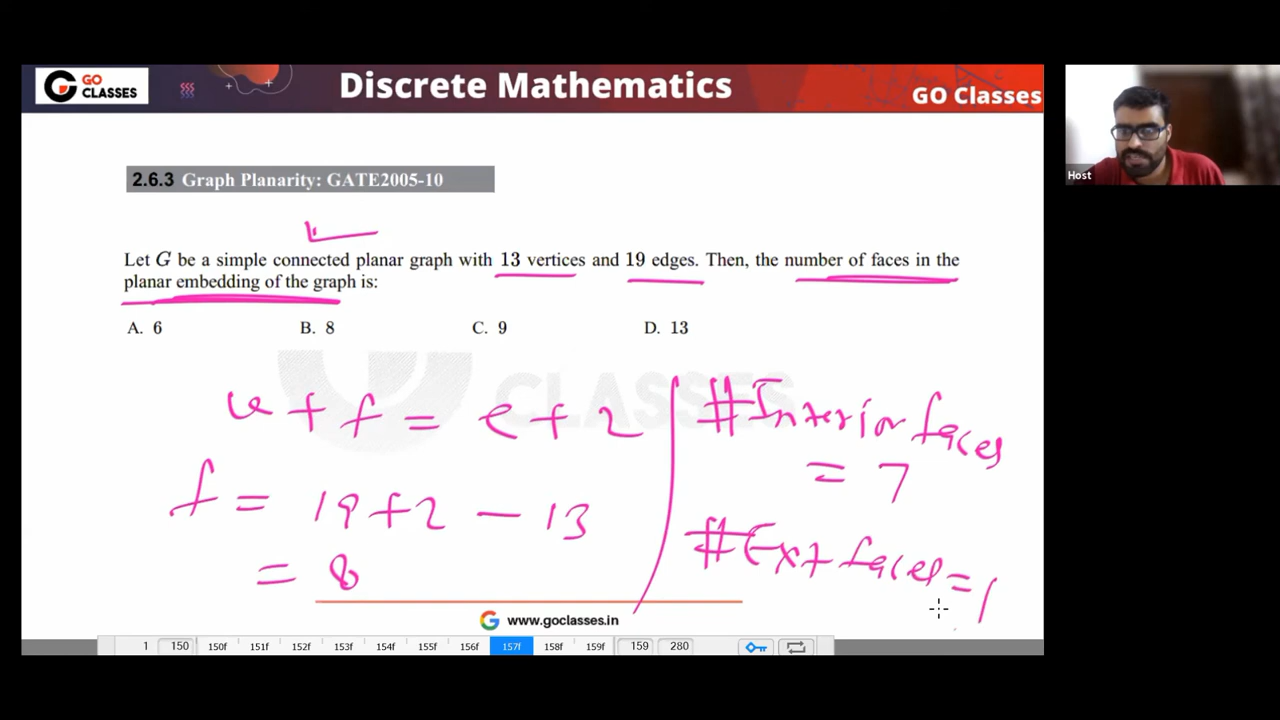 GO
CLASSES
Discrete Mathematics
GO Classes
Host
2.6.3 Graph Planarity: GATE2005-10
Let G be a simple connected planar graph with 13 vertices and 19 edges. Then, the number of faces in the
planar embedding of the graph is:
A. 6 B. 8 C. 9 D. 13
CLASSES
v + f = e + 2
f = 19 + 2 - 13
= 8
#Interior faces
= 7
#Ext faces = 1
www.goclasses.in
1 150 150f 151f 152f 153f 154f 155f 156f 157f 158f 159f 159 280